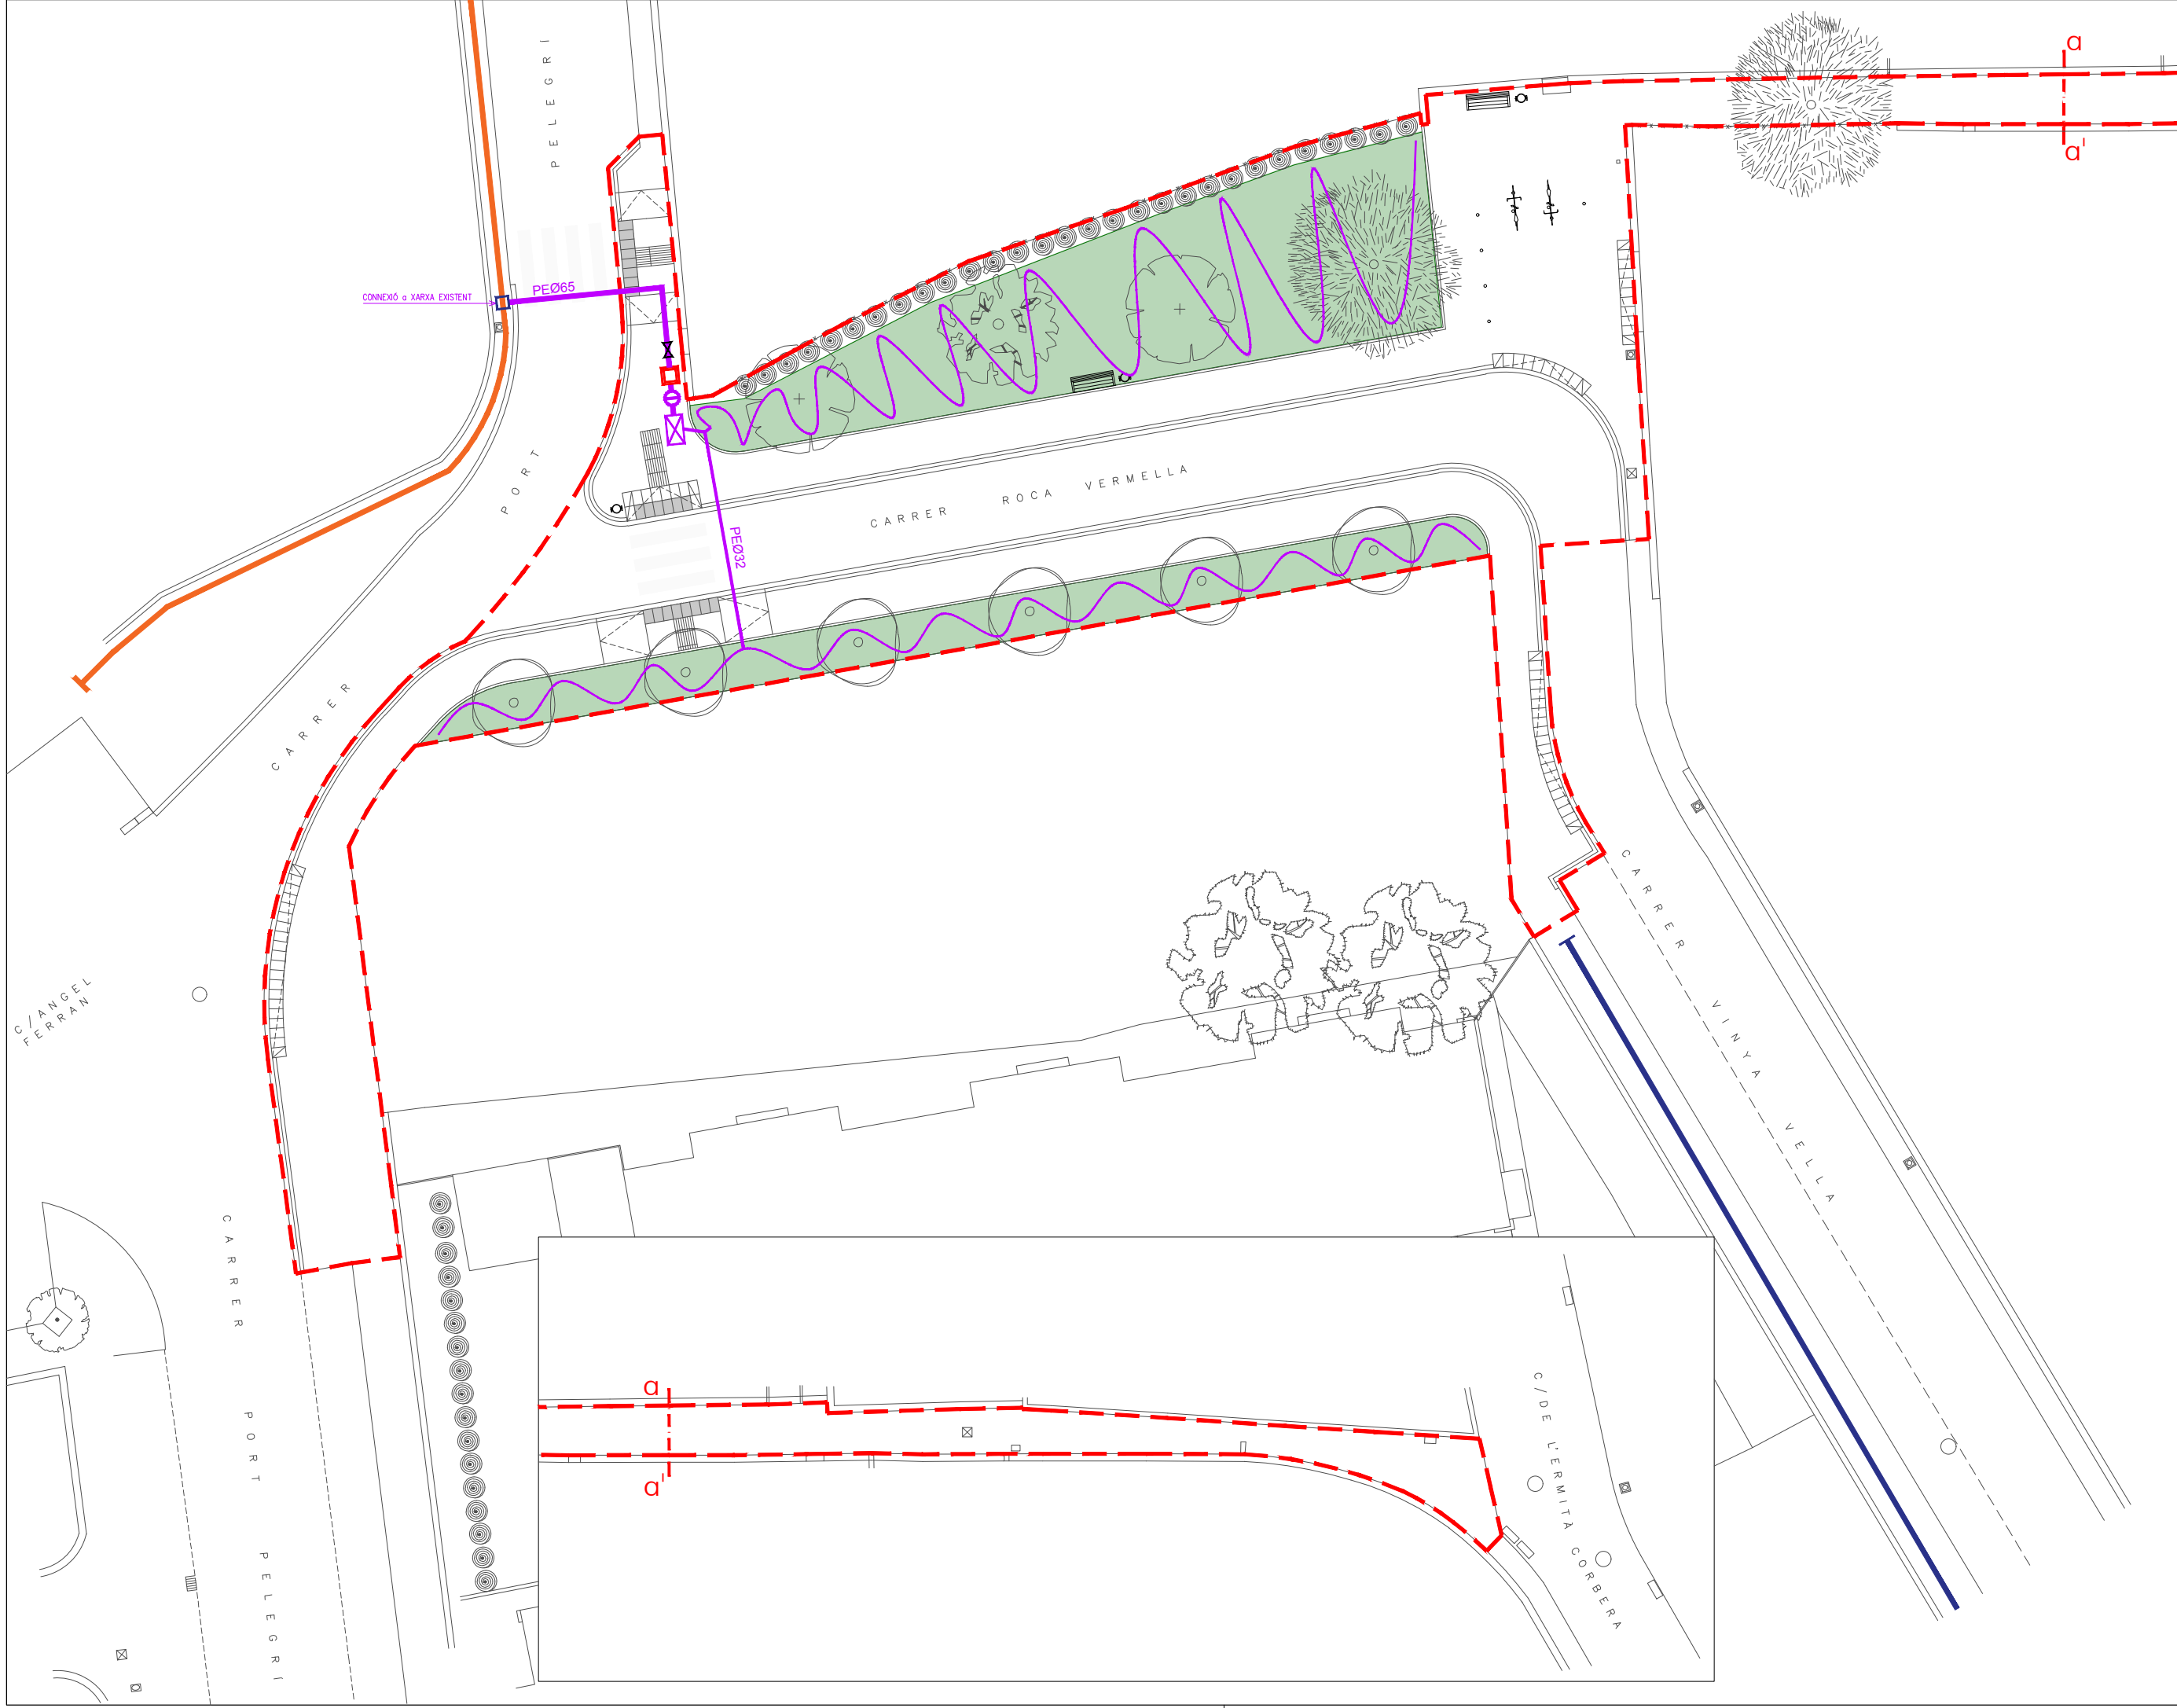 a
a'
PELEGRI
PORT
CARRER
CONNEXIÓ a XARXA EXISTENT
PEØ65
PEØ32
CARRER ROCA VERMELLA
CARRER VINYA VELLA
C/ANGEL
FERRAN
CARRER PORT PELEGRI
a
a'
C/DE L'ERMITÀ CORBERA